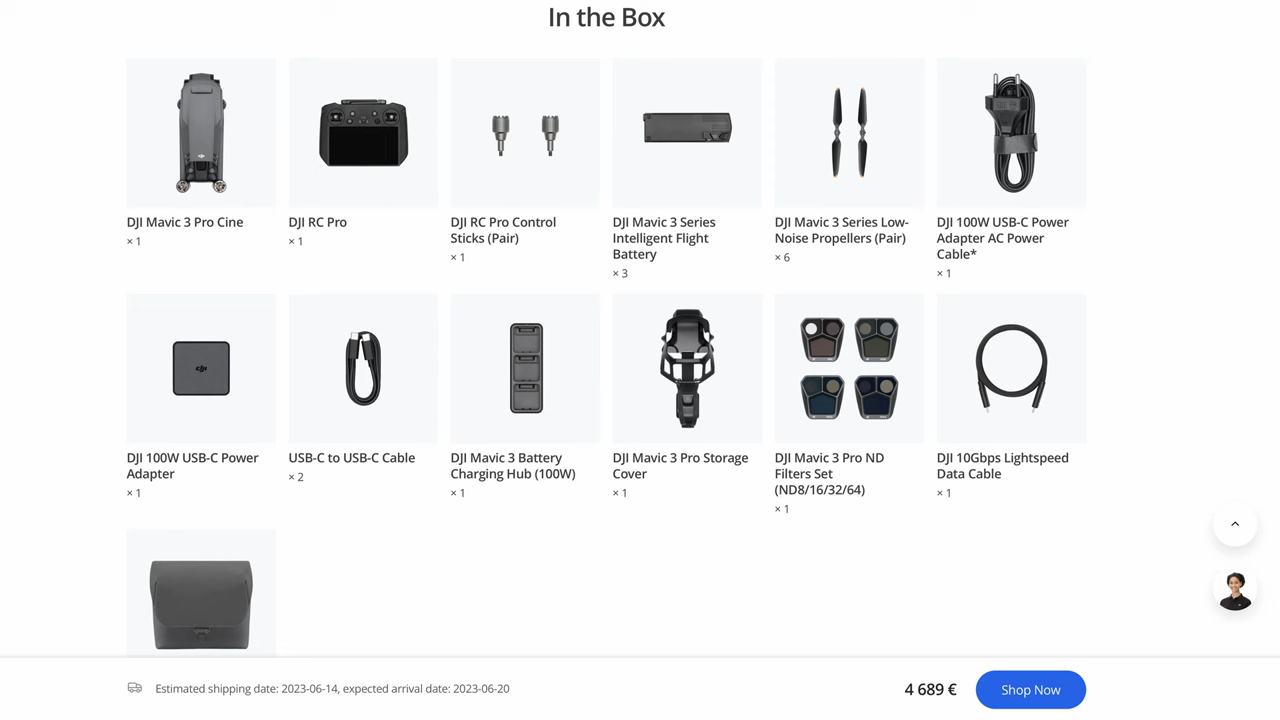 In the Box
DJI Mavic 3 Pro Cine
× 1
DJI RC Pro
× 1
DJI RC Pro Control
Sticks (Pair)
× 1
DJI Mavic 3 Series
Intelligent Flight
Battery
× 3
DJI Mavic 3 Series Low-
Noise Propellers (Pair)
× 6
DJI 100W USB-C Power
Adapter AC Power
Cable*
× 1
dji
DJI 100W USB-C Power
Adapter
× 1
USB-C to USB-C Cable
× 2
DJI Mavic 3 Battery
Charging Hub (100W)
× 1
DJI Mavic 3 Pro Storage
Cover
× 1
DJI Mavic 3 Pro ND
Filters Set
(ND8/16/32/64)
× 1
DJI 10Gbps Lightspeed
Data Cable
× 1
Estimated shipping date: 2023-06-14, expected arrival date: 2023-06-20
4 689 €
Shop Now